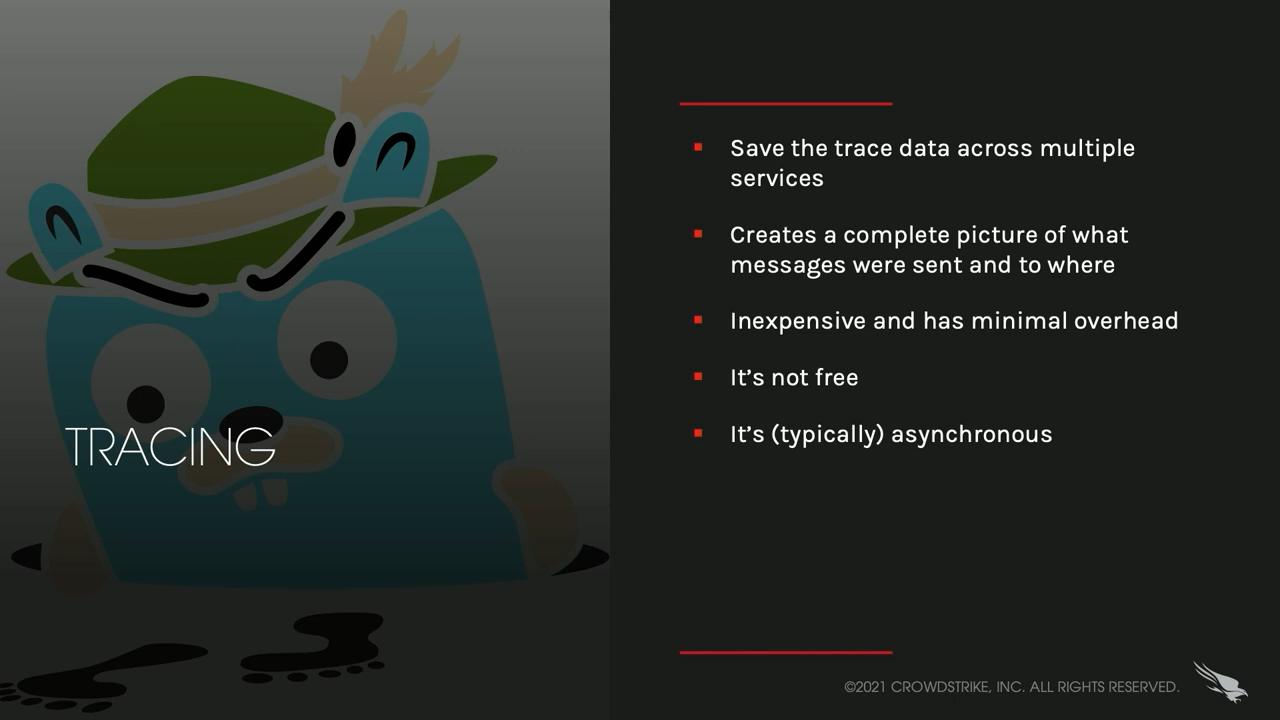 TRACING
Save the trace data across multiple
services
Creates a complete picture of what
messages were sent and to where
Inexpensive and has minimal overhead
It’s not free
It’s (typically) asynchronous
©2021 CROWDSTRIKE, INC. ALL RIGHTS RESERVED.